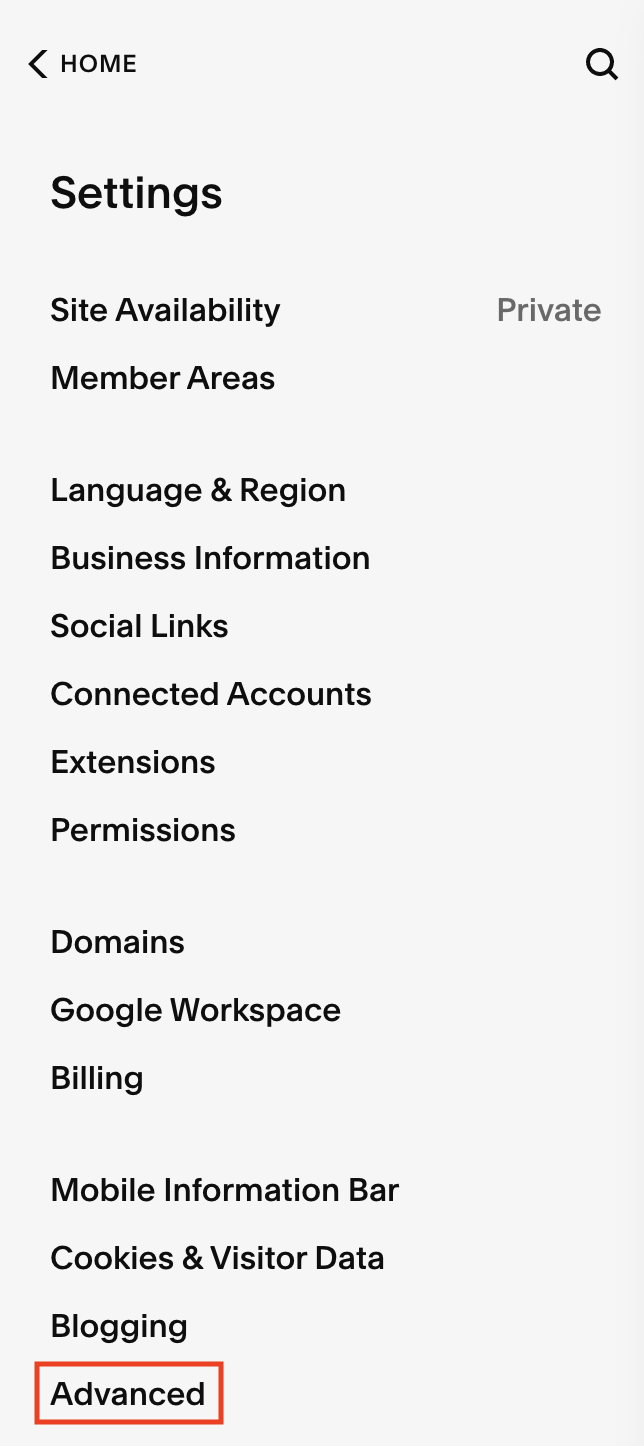 HOME
Settings
Site Availability Private
Member Areas
Language & Region
Business Information
Social Links
Connected Accounts
Extensions
Permissions
Domains
Google Workspace
Billing
Mobile Information Bar
Cookies & Visitor Data
Blogging
Advanced